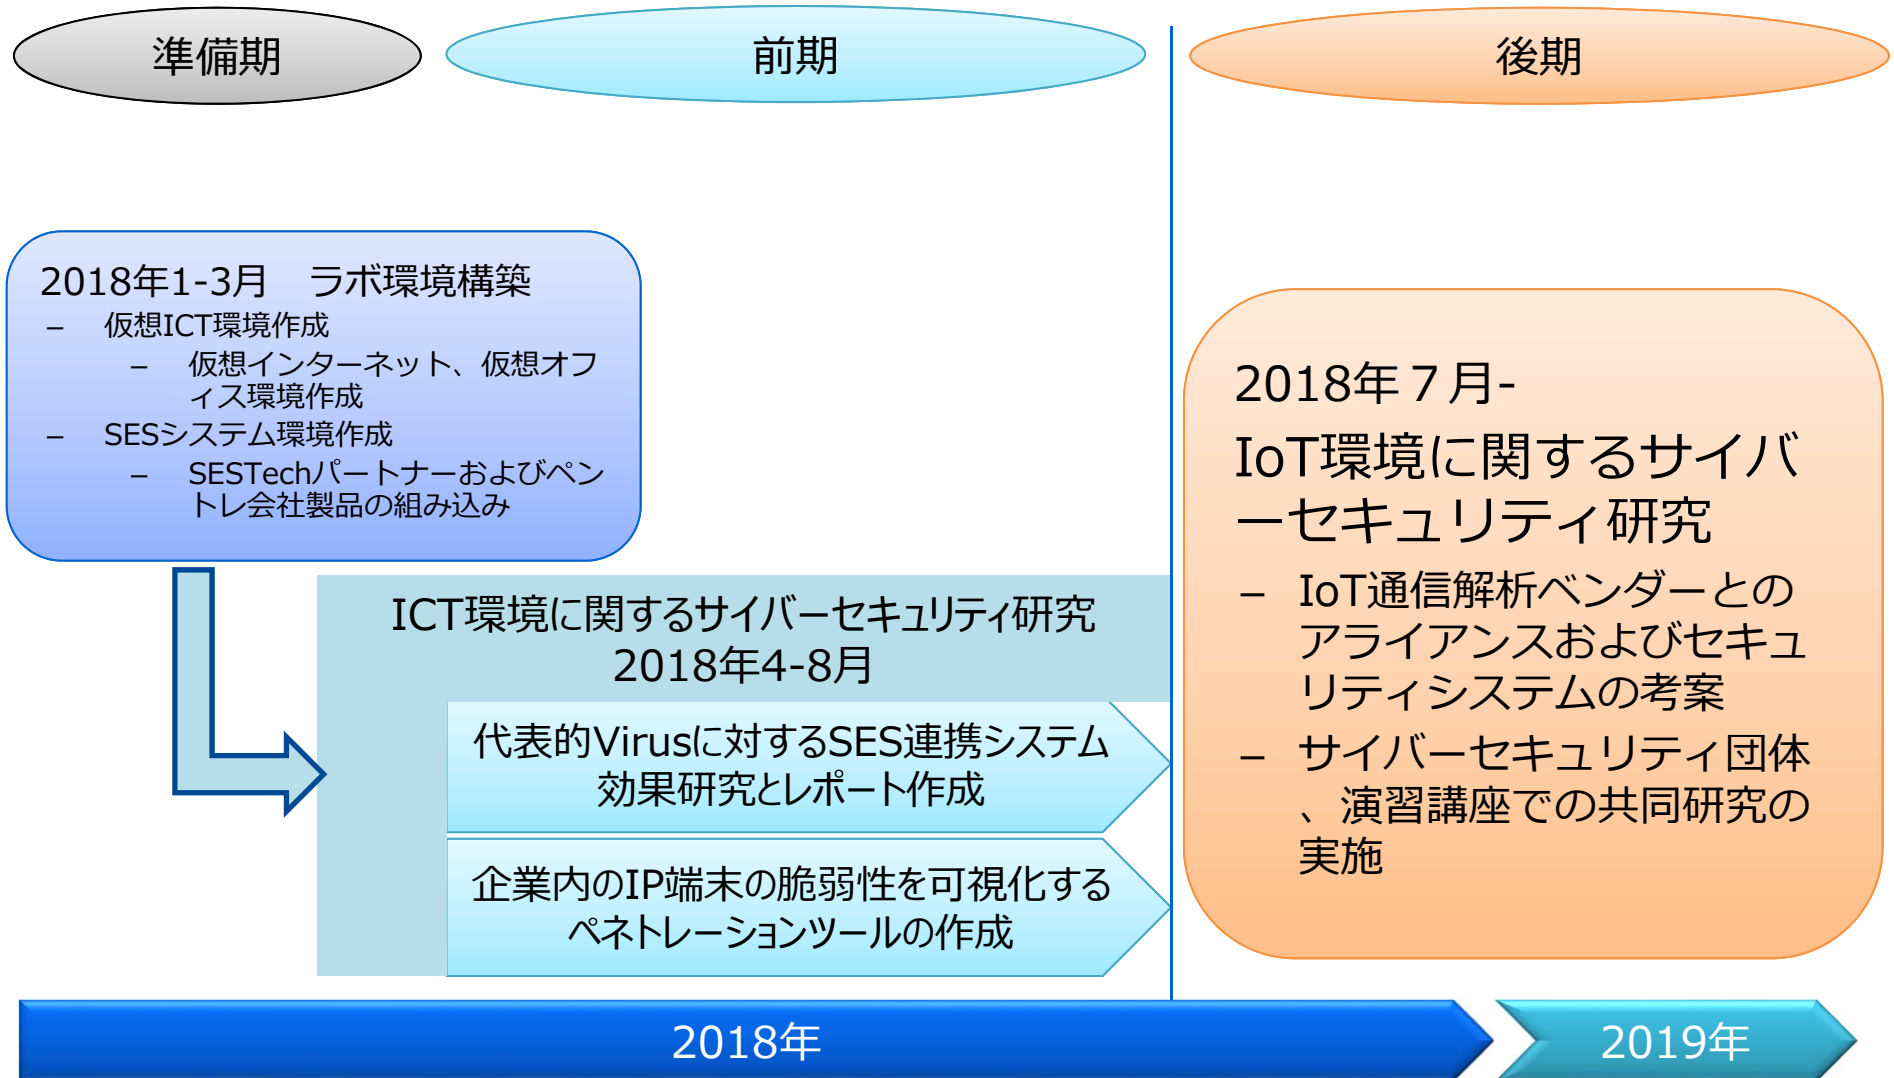 準備期
前期
後期
2018年1-3月　ラボ環境構築
– 仮想ICT環境作成
– 仮想インターネット、仮想オフ
ィス環境作成
– SESシステム環境作成
– SESTechパートナーおよびペン
トレ会社製品の組み込み
ICT環境に関するサイバーセキュリティ研究
2018年4-8月
代表的Virusに対するSES連携システム
効果研究とレポート作成
企業内のIP端末の脆弱性を可視化する
ペネトレーションツールの作成
2018年７月-
IoT環境に関するサイバ
ーセキュリティ研究
– IoT通信解析ベンダーとの
アライアンスおよびセキュ
リティシステムの考案
– サイバーセキュリティ団体
、演習講座での共同研究の
実施
2018年
2019年